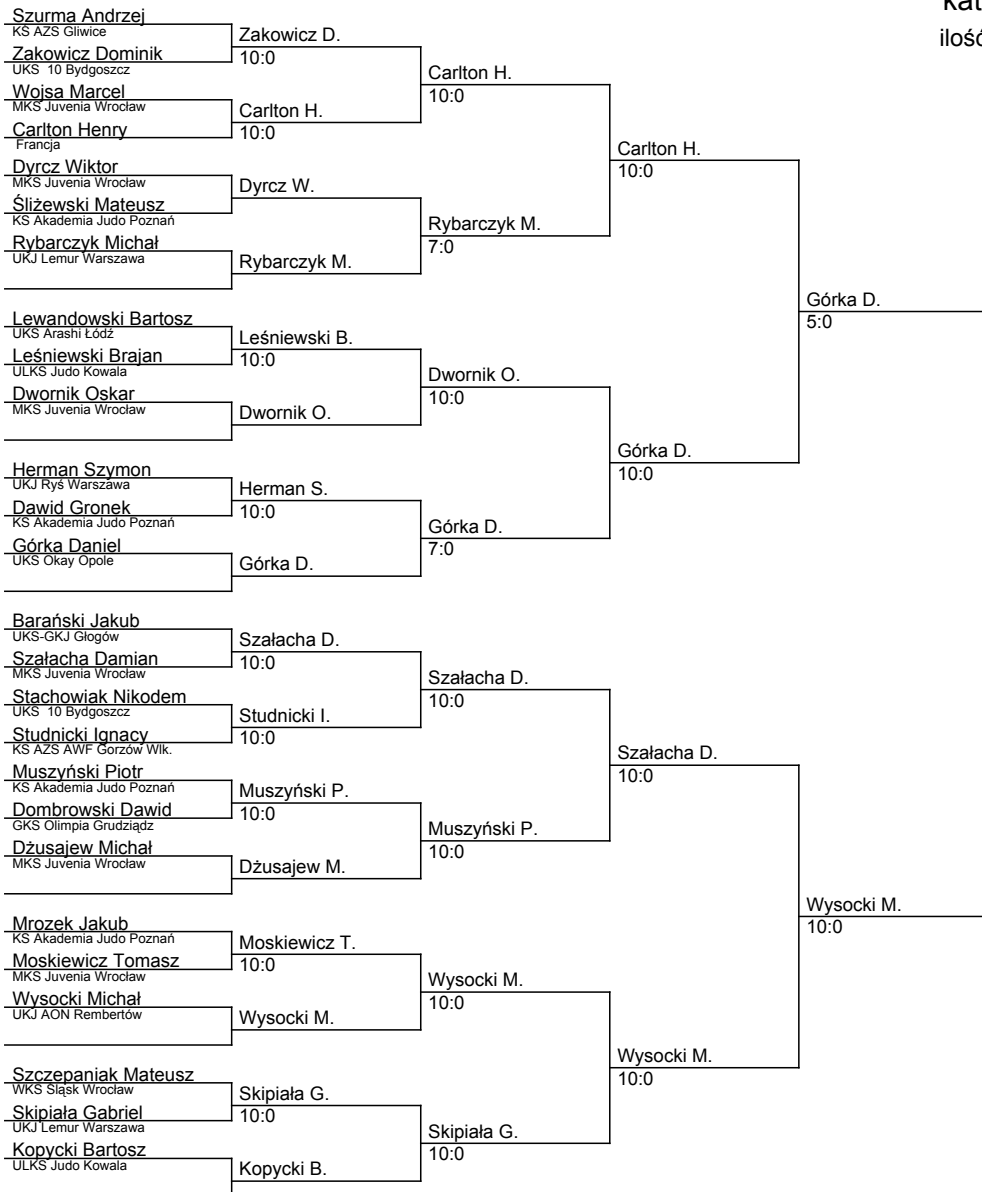 kat
ilość
Szurma Andrzej
KS AZS Gliwice
Zakowicz Dominik
UKS 10 Bydgoszcz
Wojsa Marcel
MKS Juvenia Wrocław
Carlton Henry
Francja
Dyrcz Wiktor
MKS Juvenia Wrocław
Śliżewski Mateusz
KS Akademia Judo Poznań
Rybarczyk Michał
UKJ Lemur Warszawa
Lewandowski Bartosz
UKS Arashi Łódź
Leśniewski Brajan
ULKS Judo Kowala
Dwornik Oskar
MKS Juvenia Wrocław
Herman Szymon
UKJ Ryś Warszawa
Dawid Gronek
KS Akademia Judo Poznań
Górka Daniel
UKS Okay Opole
Barański Jakub
UKS-GKJ Głogów
Szałacha Damian
MKS Juvenia Wrocław
Stachowiak Nikodem
UKS 10 Bydgoszcz
Studnicki Ignacy
KS AZS AWF Gorzów Wlk.
Muszyński Piotr
KS Akademia Judo Poznań
Dombrowski Dawid
GKS Olimpia Grudziądz
Dżusajew Michał
MKS Juvenia Wrocław
Mrozek Jakub
KS Akademia Judo Poznań
Moskiewicz Tomasz
MKS Juvenia Wrocław
Wysocki Michał
UKJ AON Rembertów
Szczepaniak Mateusz
WKS Śląsk Wrocław
Skipiała Gabriel
UKJ Lemur Warszawa
Kopycki Bartosz
ULKS Judo Kowala
Zakowicz D.
10:0
Carlton H.
10:0
Dyrcz W.
Rybarczyk M.
Leśniewski B.
10:0
Dwornik O.
Herman S.
10:0
Górka D.
Szałacha D.
10:0
Studnicki I.
10:0
Muszyński P.
10:0
Dżusajew M.
Moskiewicz T.
10:0
Wysocki M.
Skipiała G.
10:0
Kopycki B.
Carlton H.
10:0
Rybarczyk M.
7:0
Dwornik O.
10:0
Górka D.
7:0
Szałacha D.
10:0
Muszyński P.
10:0
Wysocki M.
10:0
Skipiała G.
10:0
Carlton H.
10:0
Górka D.
10:0
Szałacha D.
10:0
Wysocki M.
10:0
Górka D.
5:0
Wysocki M.
10:0